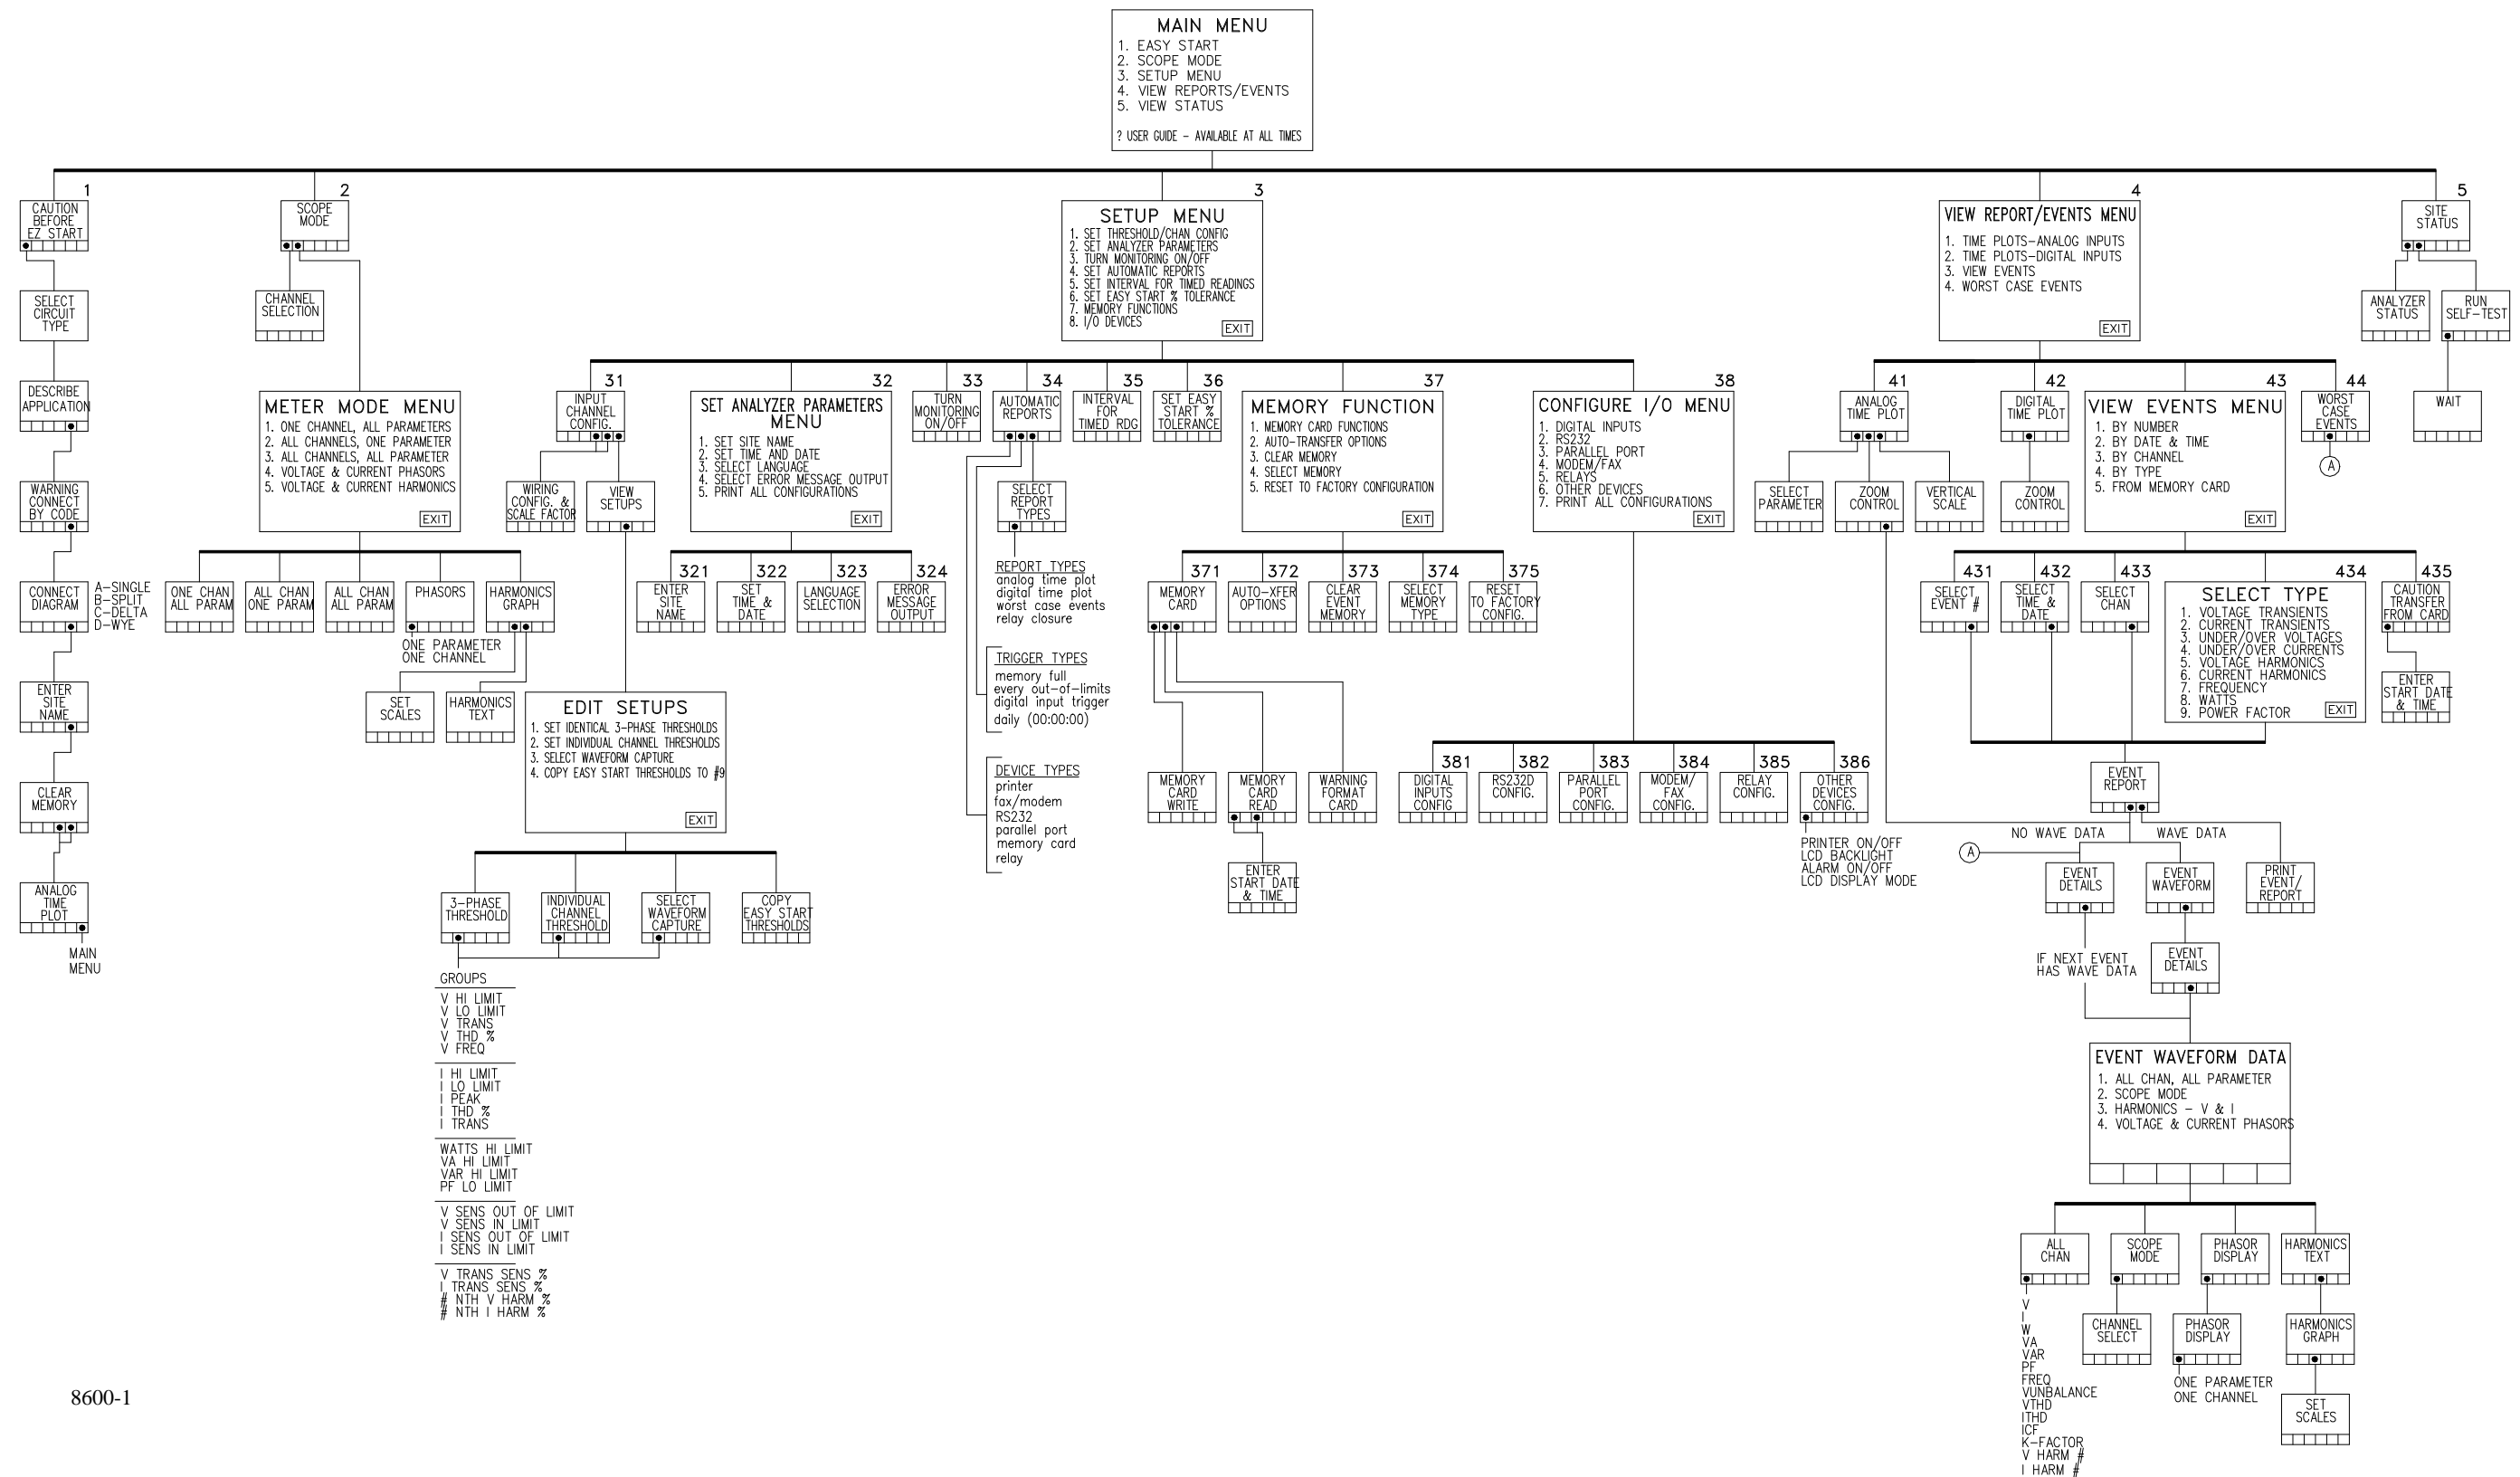 MAIN MENU
1. EASY START
2. SCOPE MODE
3. SETUP MENU
4. VIEW REPORTS/EVENTS
5. VIEW STATUS
? USER GUIDE - AVAILABLE AT ALL TIMES
1
CAUTION
BEFORE
EZ START
SELECT
CIRCUIT
TYPE
DESCRIBE
APPLICATION
WARNING
CONNECT
BY CODE
CONNECT
DIAGRAM
A-SINGLE
B-SPLIT
C-DELTA
D-WYE
ENTER
SITE
NAME
CLEAR
MEMORY
ANALOG
TIME
PLOT
MAIN
MENU
2
SCOPE
MODE
CHANNEL
SELECTION
METER MODE MENU
1. ONE CHANNEL, ALL PARAMETERS
2. ALL CHANNELS, ONE PARAMETER
3. ALL CHANNELS, ALL PARAMETER
4. VOLTAGE & CURRENT PHASORS
5. VOLTAGE & CURRENT HARMONICS
EXIT
ONE CHAN
ALL PARAM
ALL CHAN
ONE PARAM
ALL CHAN
ALL PARAM
PHASORS
ONE PARAMETER
ONE CHANNEL
HARMONICS
GRAPH
SET
SCALES
HARMONICS
TEXT
3
SETUP MENU
1. SET THRESHOLD/CHAN CONFIG
2. SET ANALYZER PARAMETERS
3. TURN MONITORING ON/OFF
4. SET AUTOMATIC REPORTS
5. SET INTERVAL FOR TIMED READINGS
6. SET EASY START % TOLERANCE
7. MEMORY FUNCTIONS
8. I/O DEVICES
EXIT
31
INPUT
CHANNEL
CONFIG.
WIRING
CONFIG. &
SCALE FACTOR
VIEW
SETUPS
EDIT SETUPS
1. SET IDENTICAL 3-PHASE THRESHOLDS
2. SET INDIVIDUAL CHANNEL THRESHOLDS
3. SELECT WAVEFORM CAPTURE
4. COPY EASY START THRESHOLDS TO #9
EXIT
3-PHASE
THRESHOLD
INDIVIDUAL
CHANNEL
THRESHOLD
SELECT
WAVEFORM
CAPTURE
COPY
EASY START
THRESHOLDS
GROUPS
V HI LIMIT
V LO LIMIT
V TRANS
V THD %
V FREQ
I HI LIMIT
I LO LIMIT
I PEAK
I THD %
I TRANS
WATTS HI LIMIT
VA HI LIMIT
VAR HI LIMIT
PF LO LIMIT
V SENS OUT OF LIMIT
V SENS IN LIMIT
I SENS OUT OF LIMIT
I SENS IN LIMIT
V TRANS SENS %
I TRANS SENS %
# NTH V HARM %
# NTH I HARM %
32
SET ANALYZER PARAMETERS
MENU
1. SET SITE NAME
2. SET TIME AND DATE
3. SELECT LANGUAGE
4. SELECT ERROR MESSAGE OUTPUT
5. PRINT ALL CONFIGURATIONS
EXIT
321
ENTER
SITE
NAME
322
SET
TIME &
DATE
323
LANGUAGE
SELECTION
324
ERROR
MESSAGE
OUTPUT
33
TURN
MONITORING
ON/OFF
34
AUTOMATIC
REPORTS
SELECT
REPORT
TYPES
REPORT TYPES
analog time plot
digital time plot
worst case events
relay closure
TRIGGER TYPES
memory full
every out-of-limits
digital input trigger
daily (00:00:00)
DEVICE TYPES
printer
fax/modem
RS232
parallel port
memory card
relay
35
INTERVAL
FOR
TIMED RDG
36
SET EASY
START %
TOLERANCE
37
MEMORY FUNCTION
1. MEMORY CARD FUNCTIONS
2. AUTO-TRANSFER OPTIONS
3. CLEAR MEMORY
4. SELECT MEMORY
5. RESET TO FACTORY CONFIGURATION
EXIT
371
MEMORY
CARD
372
AUTO-XFER
OPTIONS
373
CLEAR
EVENT
MEMORY
374
SELECT
MEMORY
TYPE
375
RESET
TO FACTORY
CONFIG.
MEMORY
CARD
WRITE
MEMORY
CARD
READ
WARNING
FORMAT
CARD
ENTER
START DATE
& TIME
38
CONFIGURE I/O MENU
1. DIGITAL INPUTS
2. RS232
3. PARALLEL PORT
4. MODEM/FAX
5. RELAYS
6. OTHER DEVICES
7. PRINT ALL CONFIGURATIONS
EXIT
381
DIGITAL
INPUTS
CONFIG
382
RS232D
CONFIG.
383
PARALLEL
PORT
CONFIG.
384
MODEM/
FAX
CONFIG.
385
RELAY
CONFIG.
386
OTHER
DEVICES
CONFIG.
PRINTER ON/OFF
LCD BACKLIGHT
ALARM ON/OFF
LCD DISPLAY MODE
4
VIEW REPORT/EVENTS MENU
1. TIME PLOTS-ANALOG INPUTS
2. TIME PLOTS-DIGITAL INPUTS
3. VIEW EVENTS
4. WORST CASE EVENTS
EXIT
41
ANALOG
TIME PLOT
SELECT
PARAMETER
ZOOM
CONTROL
VERTICAL
SCALE
42
DIGITAL
TIME PLOT
ZOOM
CONTROL
43
VIEW EVENTS MENU
1. BY NUMBER
2. BY DATE & TIME
3. BY CHANNEL
4. BY TYPE
5. FROM MEMORY CARD
EXIT
44
WORST
CASE
EVENTS
A
431
SELECT
EVENT #
432
SELECT
TIME &
DATE
433
SELECT
CHAN
434
SELECT TYPE
1. VOLTAGE TRANSIENTS
2. CURRENT TRANSIENTS
3. UNDER/OVER VOLTAGES
4. UNDER/OVER CURRENTS
5. VOLTAGE HARMONICS
6. CURRENT HARMONICS
7. FREQUENCY
8. WATTS
9. POWER FACTOR
EXIT
435
CAUTION
TRANSFER
FROM CARD
ENTER
START DATE
& TIME
EVENT
REPORT
NO WAVE DATA
WAVE DATA
A
EVENT
DETAILS
EVENT
WAVEFORM
PRINT
EVENT/
REPORT
IF NEXT EVENT
HAS WAVE DATA
EVENT
DETAILS
EVENT WAVEFORM DATA
1. ALL CHAN, ALL PARAMETER
2. SCOPE MODE
3. HARMONICS - V & I
4. VOLTAGE & CURRENT PHASORS
ALL
CHAN
V
I
W
VA
VAR
PF
FREQ
VUNBALANCE
VTHD
ITHD
ICF
K-FACTOR
V HARM #
I HARM #
SCOPE
MODE
CHANNEL
SELECT
PHASOR
DISPLAY
PHASOR
DISPLAY
ONE PARAMETER
ONE CHANNEL
HARMONICS
TEXT
HARMONICS
GRAPH
SET
SCALES
5
SITE
STATUS
ANALYZER
STATUS
RUN
SELF-TEST
WAIT
8600-1